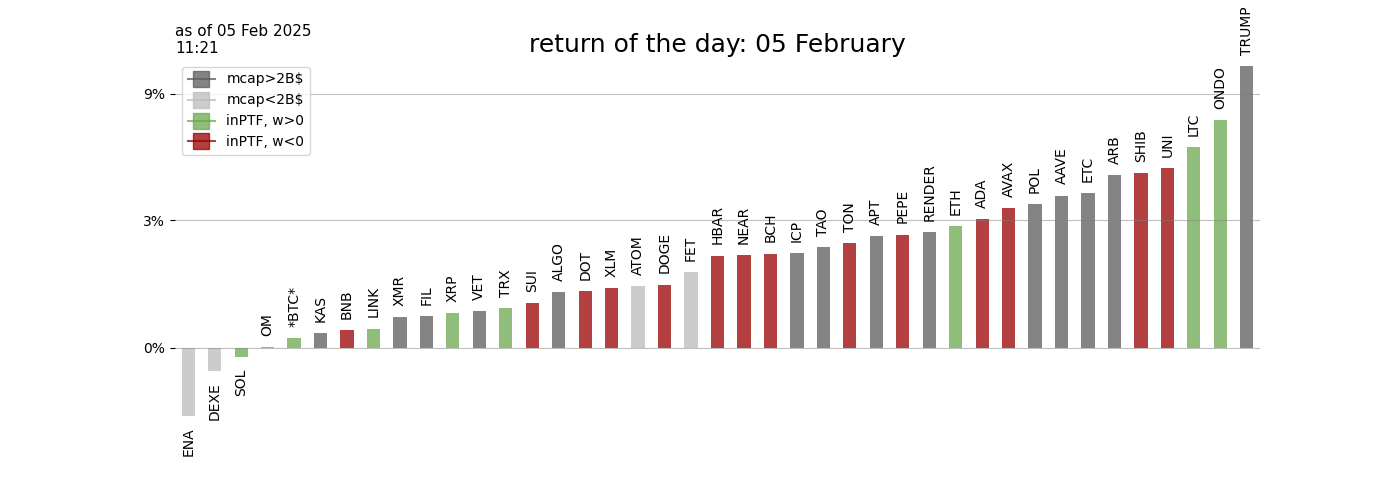 as of 05 Feb 2025
11:21
return of the day: 05 February
mcap>2B$
mcap<2B$
inPTF, w>0
inPTF, w<0
9%
3%
0%
ENA
DEXE
SOL
OM
*BTC*
KAS
BNB
LINK
XMR
FIL
XRP
VET
TRX
SUI
ALGO
DOT
XLM
ATOM
DOGE
FET
HBAR
NEAR
BCH
ICP
TAO
TON
APT
PEPE
RENDER
ETH
ADA
AVAX
POL
AAVE
ETC
ARB
SHIB
UNI
LTC
ONDO
TRUMP